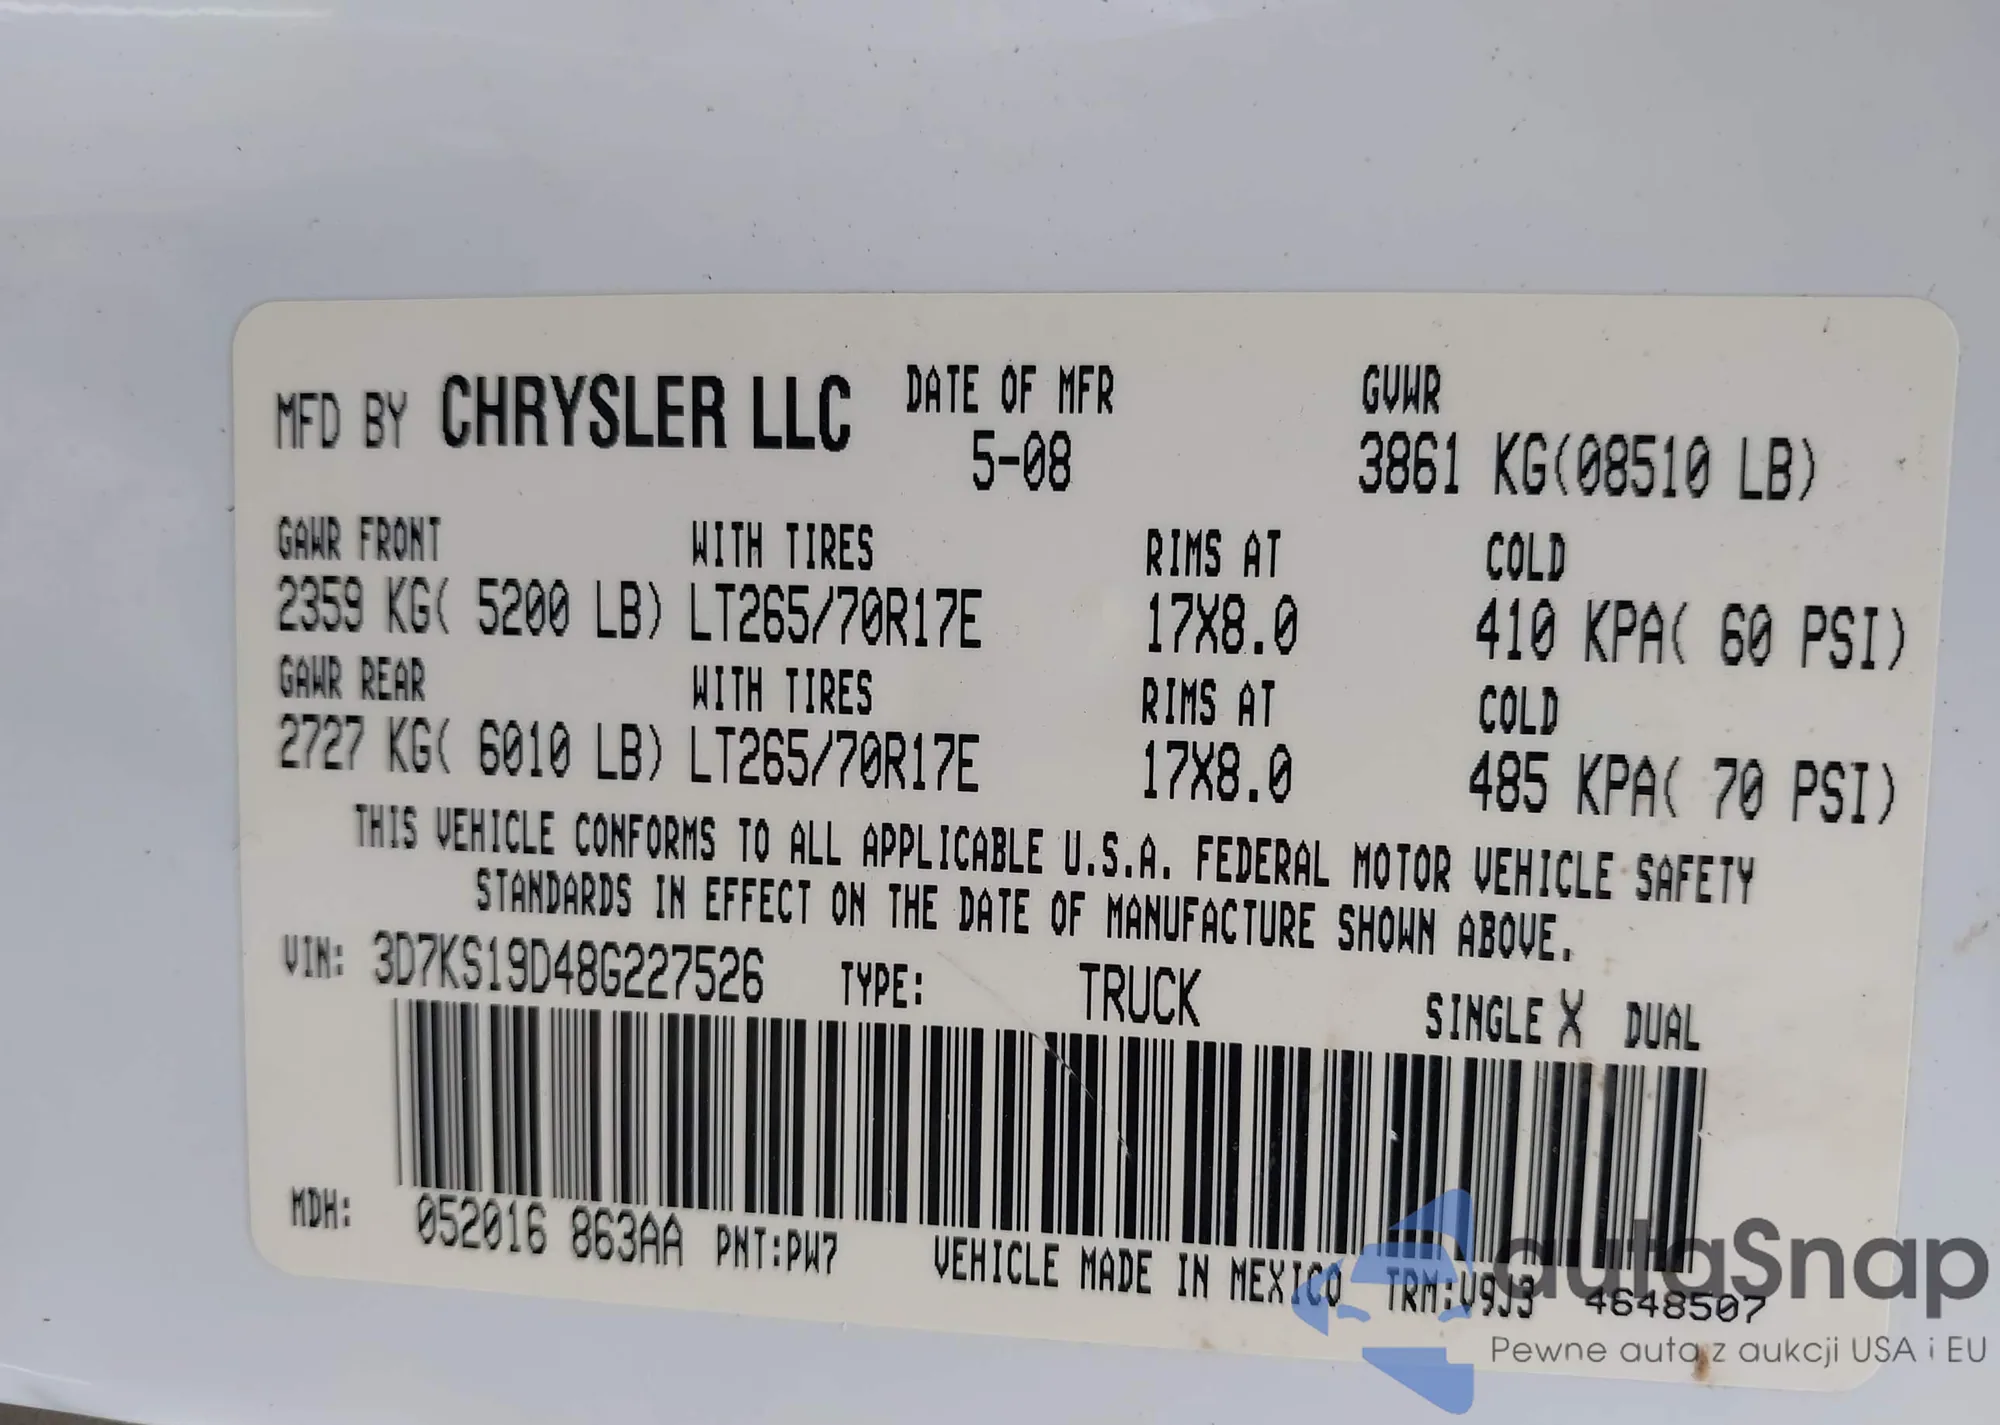 MFD BY CHRYSLER LLC DATE OF MFR GVWR
5-08 3861 KG(08510 LB)
GAWR FRONT WITH TIRES RIMS AT COLD
2359 KG( 5200 LB) LT265/70R17E 17X8.0 410 KPA( 60 PSI)
GAWR REAR WITH TIRES RIMS AT COLD
2727 KG( 6010 LB) LT265/70R17E 17X8.0 485 KPA( 70 PSI)
THIS VEHICLE CONFORMS TO ALL APPLICABLE U.S.A. FEDERAL MOTOR VEHICLE SAFETY
STANDARDS IN EFFECT ON THE DATE OF MANUFACTURE SHOWN ABOVE.
VIN: 3D7KS19D48G227526 TYPE: TRUCK SINGLE X DUAL
MDH: 052016 863AA PNT:PW7 VEHICLE MADE IN MEXICO TRM:V9J3 4648507
autaSnap
Pewne auta z aukcji USA i EU